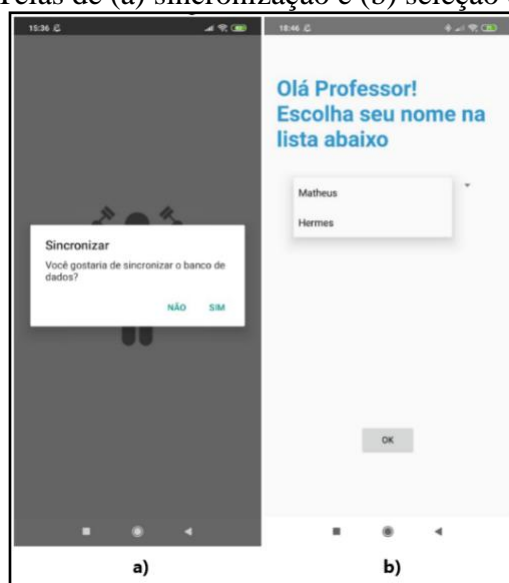 Telas de (a) sincronização e (b) seleção
15:36
18:46
Olá Professor!
Escolha seu nome na
lista abaixo
Matheus
Hermes
Sincronizar
Você gostaria de sincronizar o banco de
dados?
NÃO SIM
OK
a)
b)